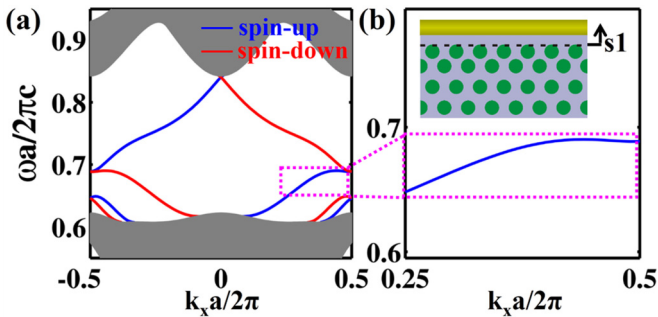 (a)
spin-up
spin-down
ωa/2πc
0.9
0.8
0.7
0.6
-0.5
0
0.5
kₓa/2π
(b)
s1
0.7
0.6
0.25
0.5
kₓa/2π